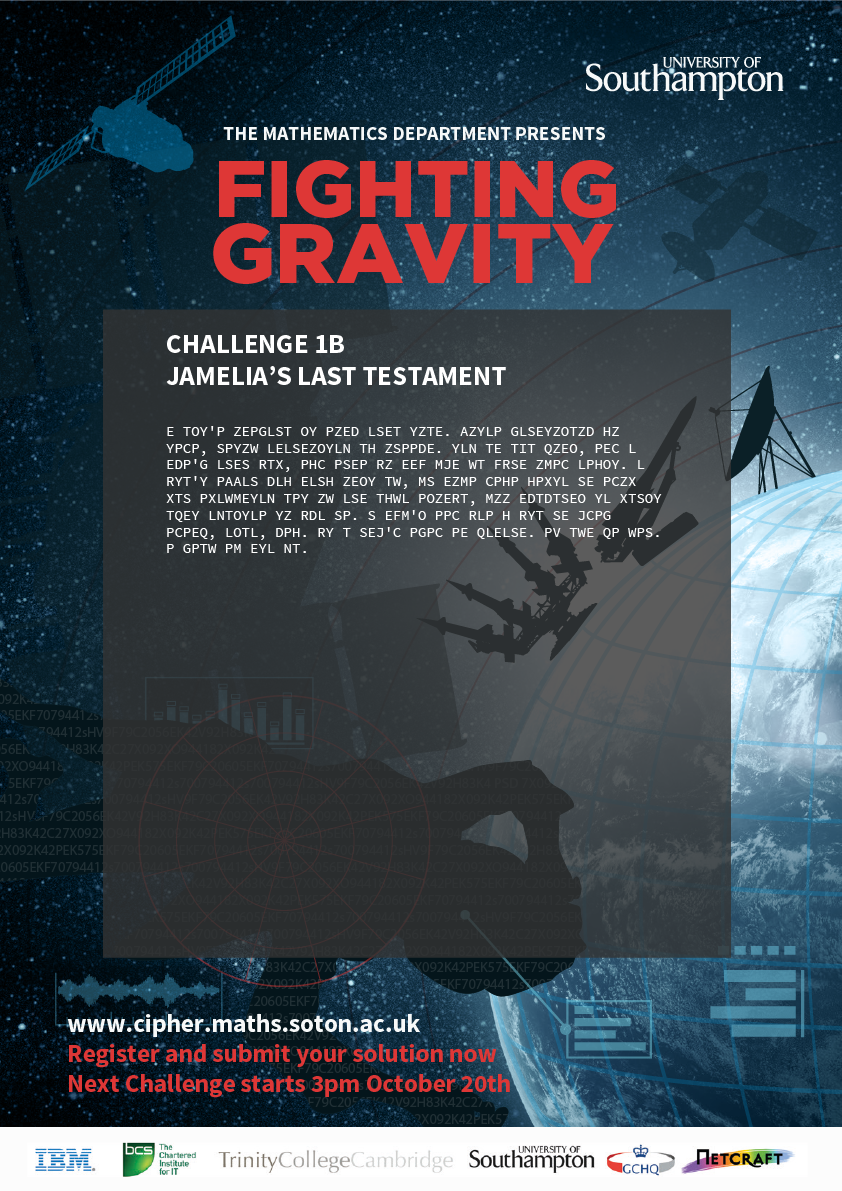 UNIVERSITY OF
Southampton
THE MATHEMATICS DEPARTMENT PRESENTS
FIGHTING
GRAVITY
CHALLENGE 1B
JAMELIA’S LAST TESTAMENT
E TOY'P ZEPGLST OY PZED LSET YZTE. AZYLP GLSEYZOTZD HZ
YPCP, SPYZW LELSEZOYLN TH ZSPPDE. YLN TE TIT QZEO, PEC L
EDP'G LSES RTX, PHC PSEP RZ EEF MJE WT FRSE ZMPC LPHOY. L
RYT'Y PAALS DLH ELSH ZEOY TW, MS EZMP CPHP HPXYL SE PCZX
XTS PXLWMEYLN TPY ZW LSE THWL POZERT, MZZ EDTDTSEO YL XTSOY
TQEY LNTOYLP YZ RDL SP. S EFM'O PPC RLP H RYT SE JCPG
PCPEQ, LOTL, DPH. RY T SEJ'C PGPC PE QLELSE. PV TWE QP WPS.
P GPTW PM EYL NT.
www.cipher.maths.soton.ac.uk
Register and submit your solution now
Next Challenge starts 3pm October 20th
IBM
bcs The Chartered Institute for IT
TrinityCollegeCambridge
UNIVERSITY OF
Southampton
GCHQ
NETCRAFT